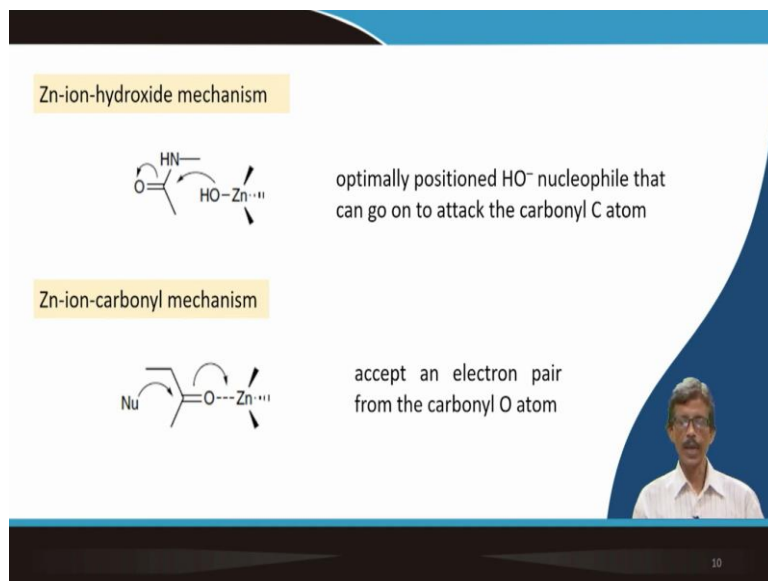 Zn-ion-hydroxide mechanism
HN
O
HO–Zn
optimally positioned HO⁻ nucleophile that
can go on to attack the carbonyl C atom
Zn-ion-carbonyl mechanism
Nu
O---Zn
accept an electron pair
from the carbonyl O atom
10